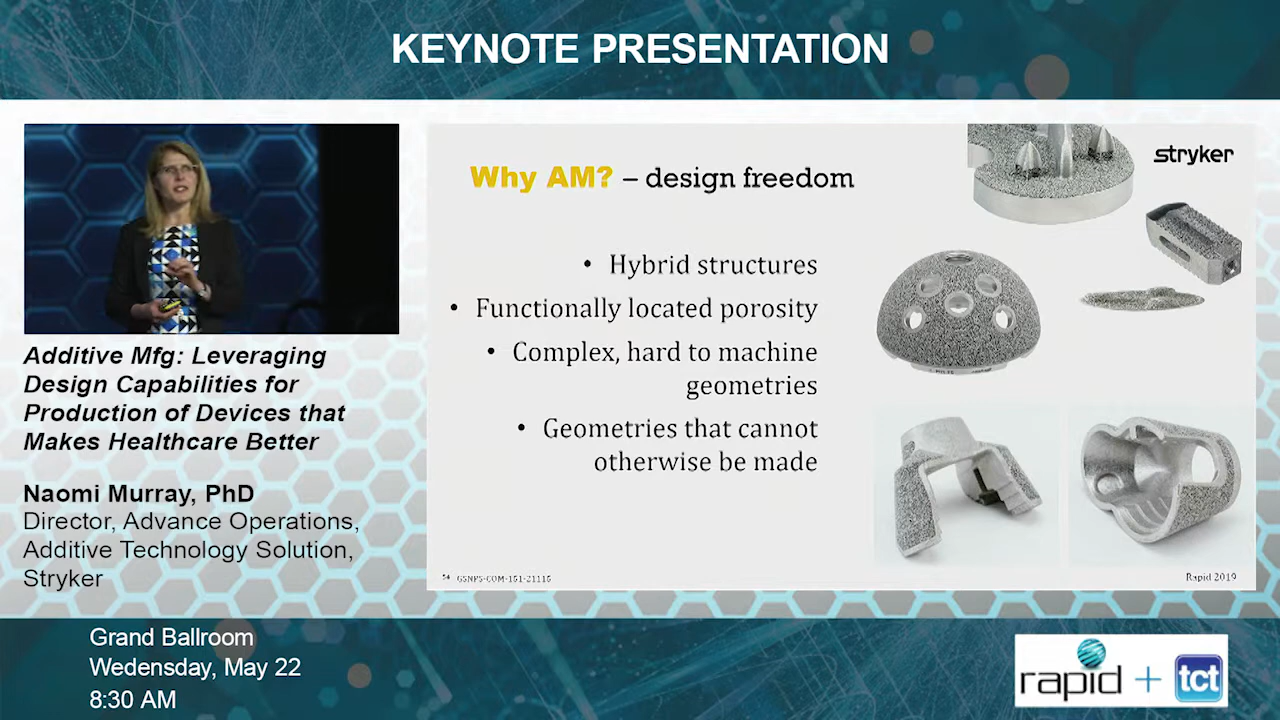 KEYNOTE PRESENTATION
Why AM? – design freedom
stryker
• Hybrid structures
• Functionally located porosity
• Complex, hard to machine
geometries
• Geometries that cannot
otherwise be made
54 GSNPS-COM-151-21115
Rapid 2019
Additive Mfg: Leveraging
Design Capabilities for
Production of Devices that
Makes Healthcare Better
Naomi Murray, PhD
Director, Advance Operations,
Additive Technology Solution,
Stryker
Grand Ballroom
Wedensday, May 22
8:30 AM
rapid + tct